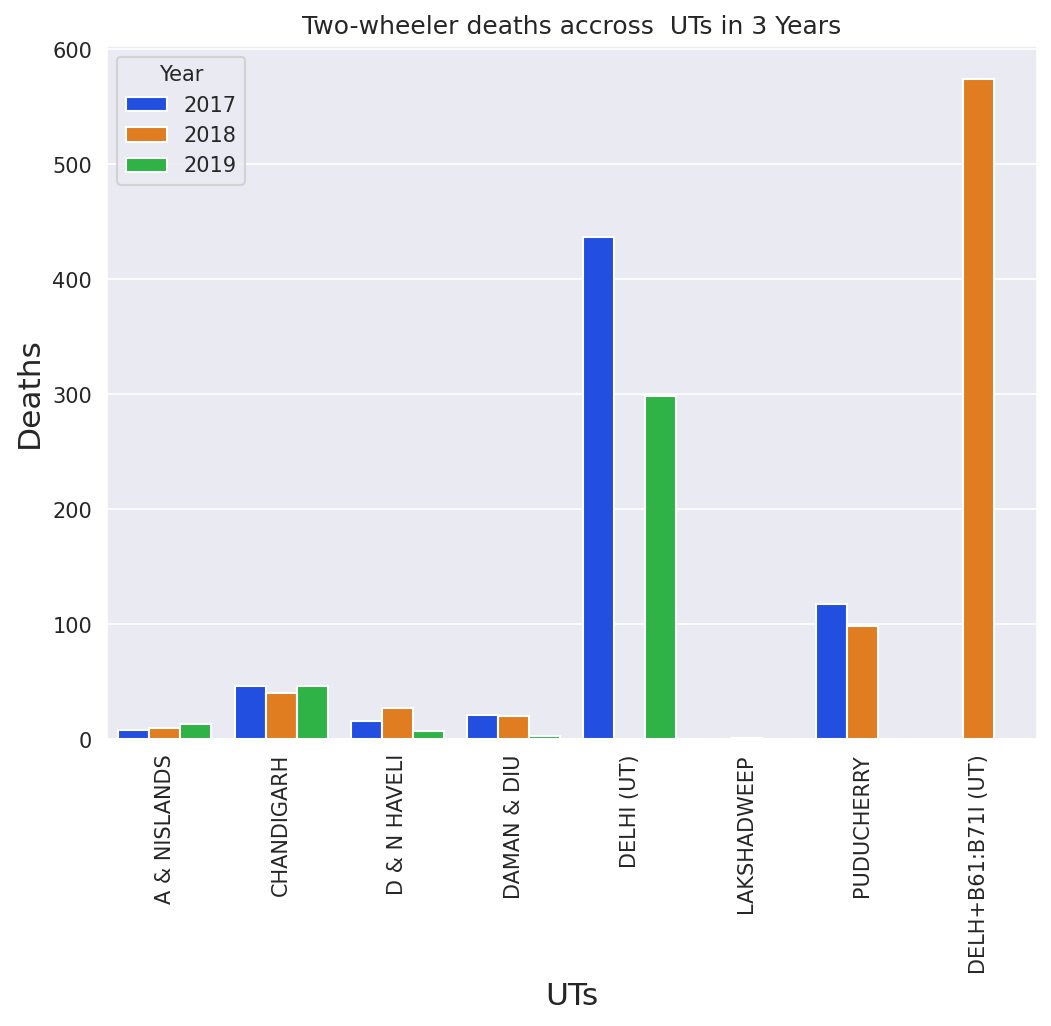 Two-wheeler deaths accross  UTs in 3 Years
Year
2017
2018
2019
Deaths
600
500
400
300
200
100
0
A & NISLANDS
CHANDIGARH
D & N HAVELI
DAMAN & DIU
DELHI (UT)
LAKSHADWEEP
PUDUCHERRY
DELH+B61:B71I (UT)
UTs